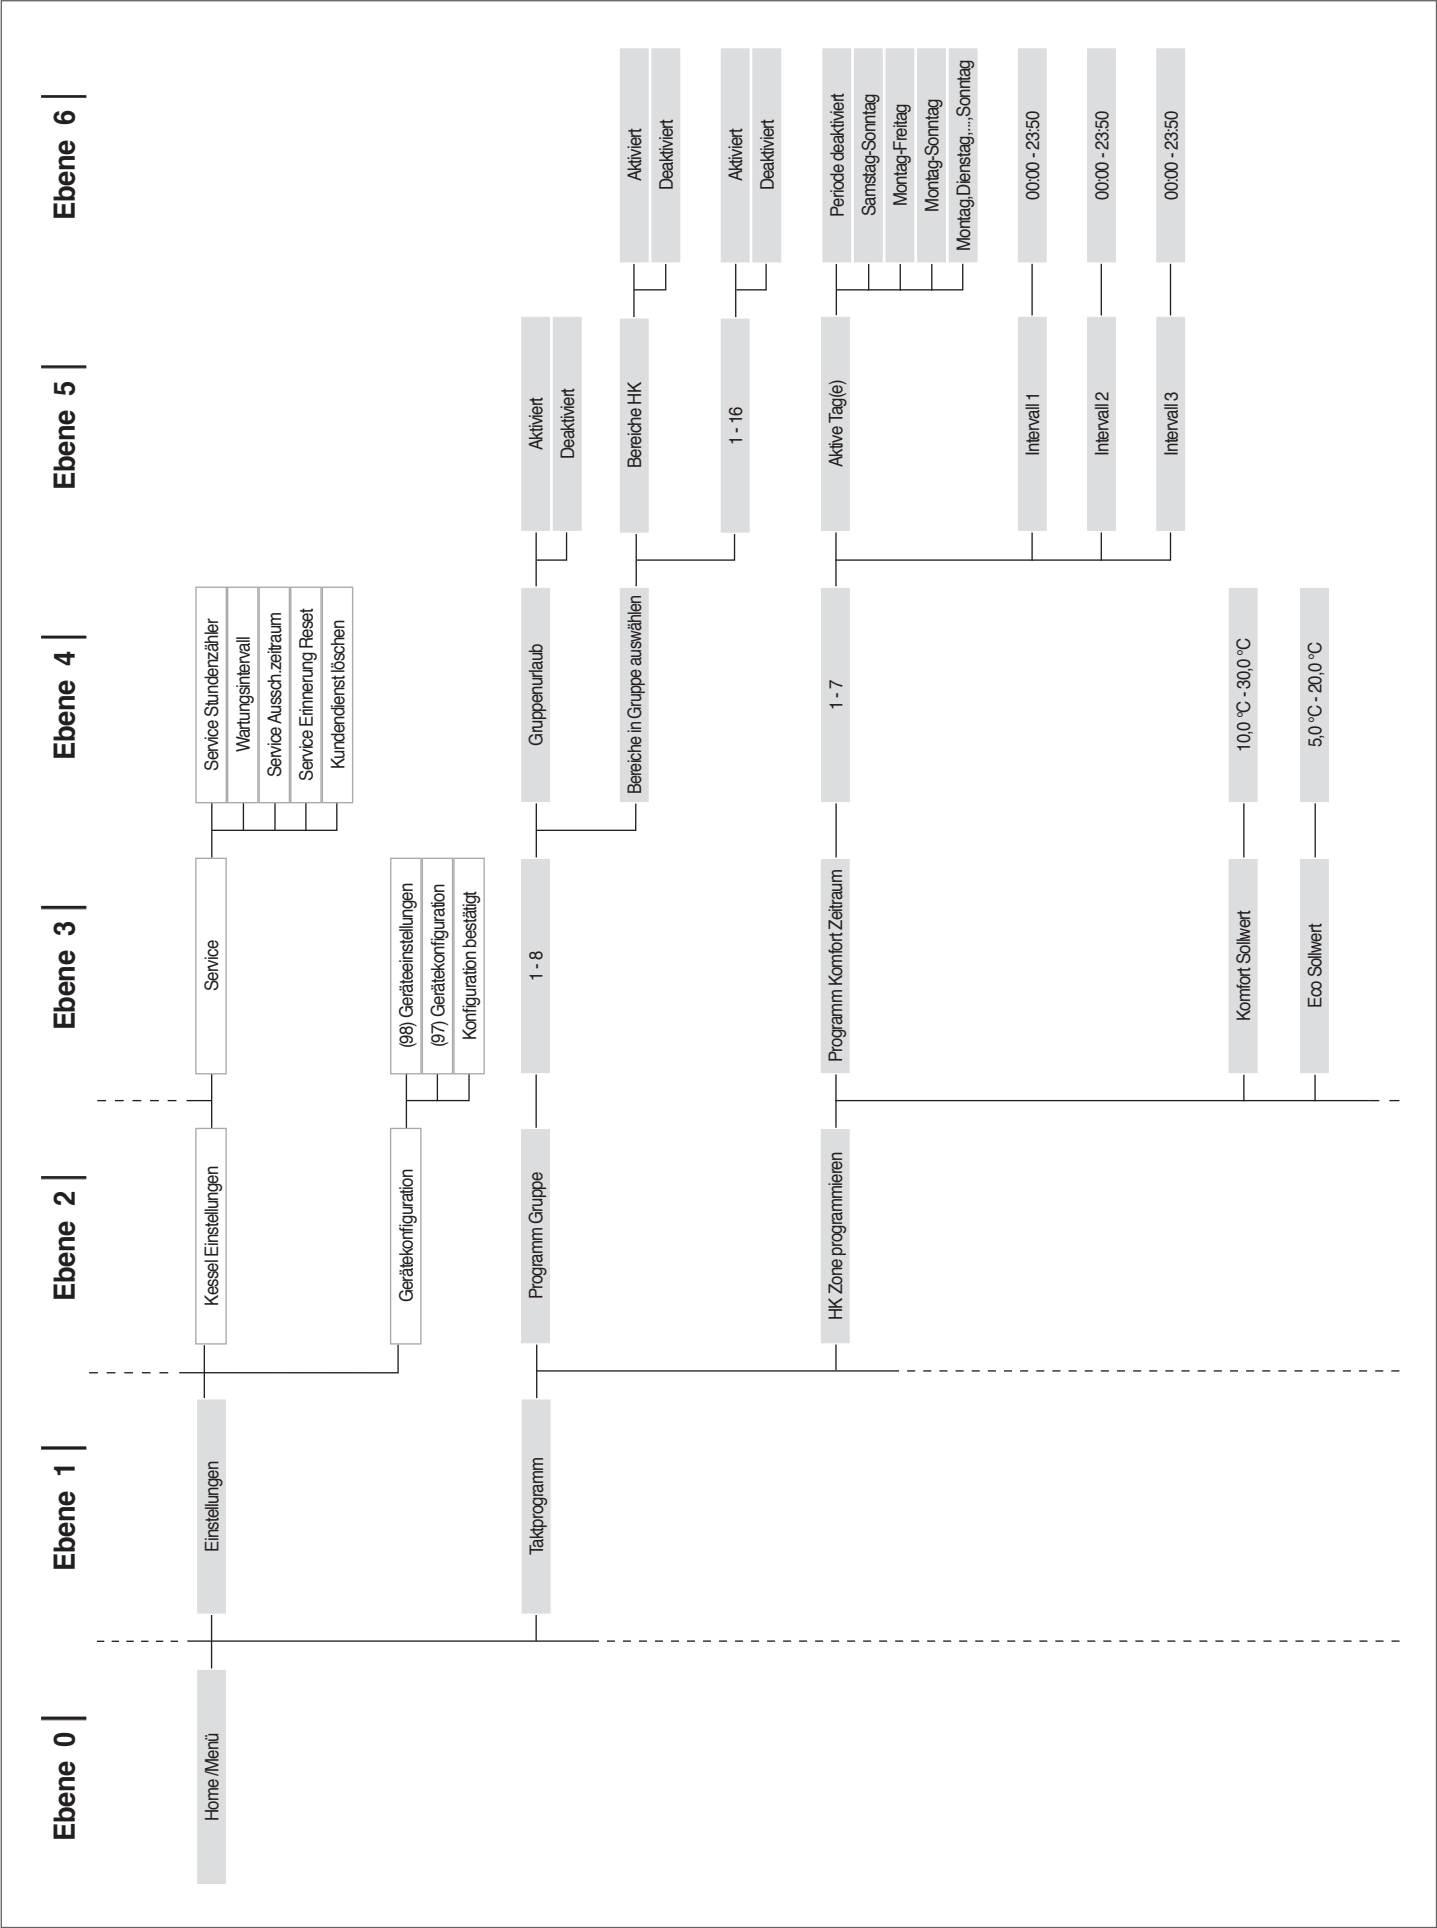 Ebene 0
Ebene 1
Ebene 2
Ebene 3
Ebene 4
Ebene 5
Ebene 6
Home /Menü
Einstellungen
Kessel Einstellungen
Service
Service Stundenzähler
Wartungsintervall
Service Aussch.zeitraum
Service Erinnerung Reset
Kundendienst löschen
Gerätekonfiguration
(98) Geräteeinstellungen
(97) Gerätekonfiguration
Konfiguration bestätigt
Taktprogramm
Programm Gruppe
1 - 8
Gruppenurlaub
Aktiviert
Deaktiviert
Bereiche in Gruppe auswählen
Bereiche HK
Aktiviert
Deaktiviert
1 - 16
Aktiviert
Deaktiviert
HK Zone programmieren
Programm Komfort Zeitraum
1 - 7
Aktive Tag(e)
Periode deaktiviert
Samstag-Sonntag
Montag-Freitag
Montag-Sonntag
Montag,Dienstag,...,Sonntag
Intervall 1
00:00 - 23:50
Intervall 2
00:00 - 23:50
Intervall 3
00:00 - 23:50
Komfort Sollwert
10,0 °C - 30,0 °C
Eco Sollwert
5,0 °C - 20,0 °C